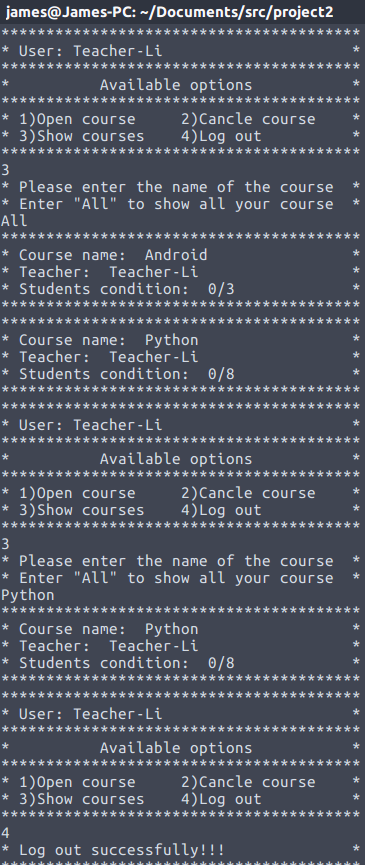 james@James-PC: ~/Documents/src/project2
****************************************
* User: Teacher-Li                     *
****************************************
*          Available options           *
****************************************
* 1)Open course     2)Cancle course    *
* 3)Show courses    4)Log out          *
****************************************
3
* Please enter the name of the course  *
* Enter "All" to show all your course  *
All
****************************************
* Course name:  Android                *
* Teacher:  Teacher-Li                 *
* Students condition:  0/3             *
****************************************
****************************************
* Course name:  Python                 *
* Teacher:  Teacher-Li                 *
* Students condition:  0/8             *
****************************************
****************************************
* User: Teacher-Li                     *
****************************************
*          Available options           *
****************************************
* 1)Open course     2)Cancle course    *
* 3)Show courses    4)Log out          *
****************************************
3
* Please enter the name of the course  *
* Enter "All" to show all your course  *
Python
****************************************
* Course name:  Python                 *
* Teacher:  Teacher-Li                 *
* Students condition:  0/8             *
****************************************
****************************************
* User: Teacher-Li                     *
****************************************
*          Available options           *
****************************************
* 1)Open course     2)Cancle course    *
* 3)Show courses    4)Log out          *
****************************************
4
* Log out successfully!!!              *
****************************************